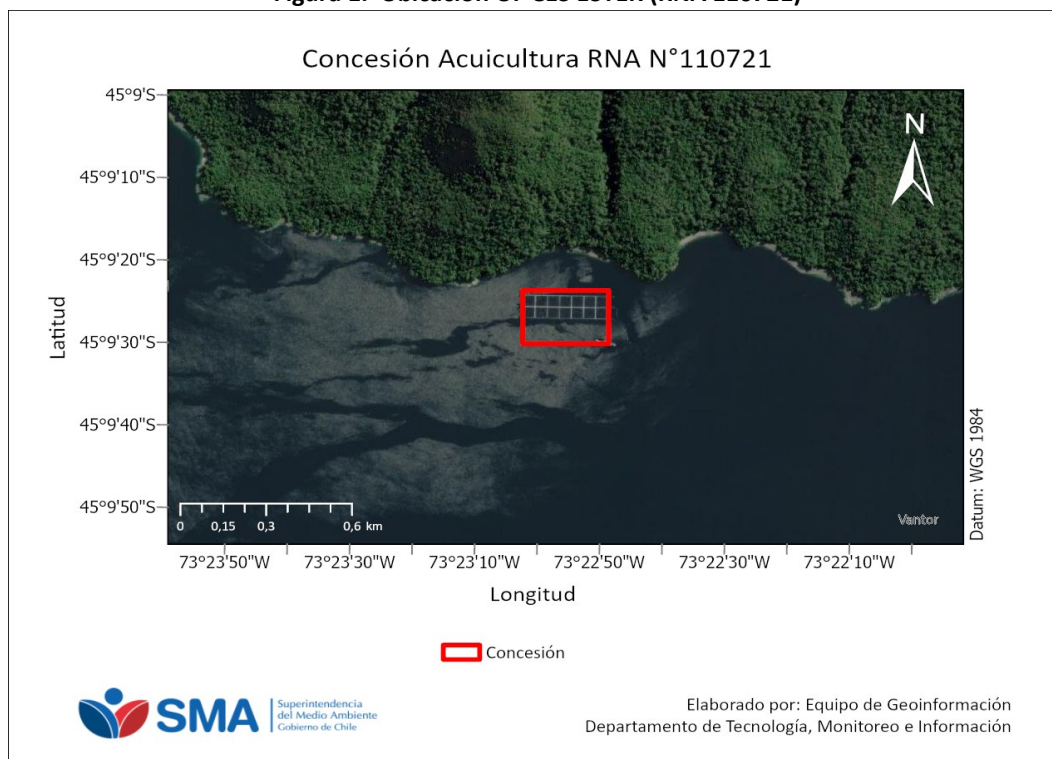 Concesión Acuicultura RNA N°110721
45°9'S
45°9'10"S
45°9'20"S
45°9'30"S
45°9'40"S
45°9'50"S
Latitud
N
Datum: WGS 1984
0 0,15 0,3 0,6 km
Vantor
73°23'50"W 73°23'30"W 73°23'10"W 73°22'50"W 73°22'30"W 73°22'10"W
Longitud
Concesión
SMA
Superintendencia
del Medio Ambiente
Gobierno de Chile
Elaborado por: Equipo de Geoinformación
Departamento de Tecnología, Monitoreo e Información